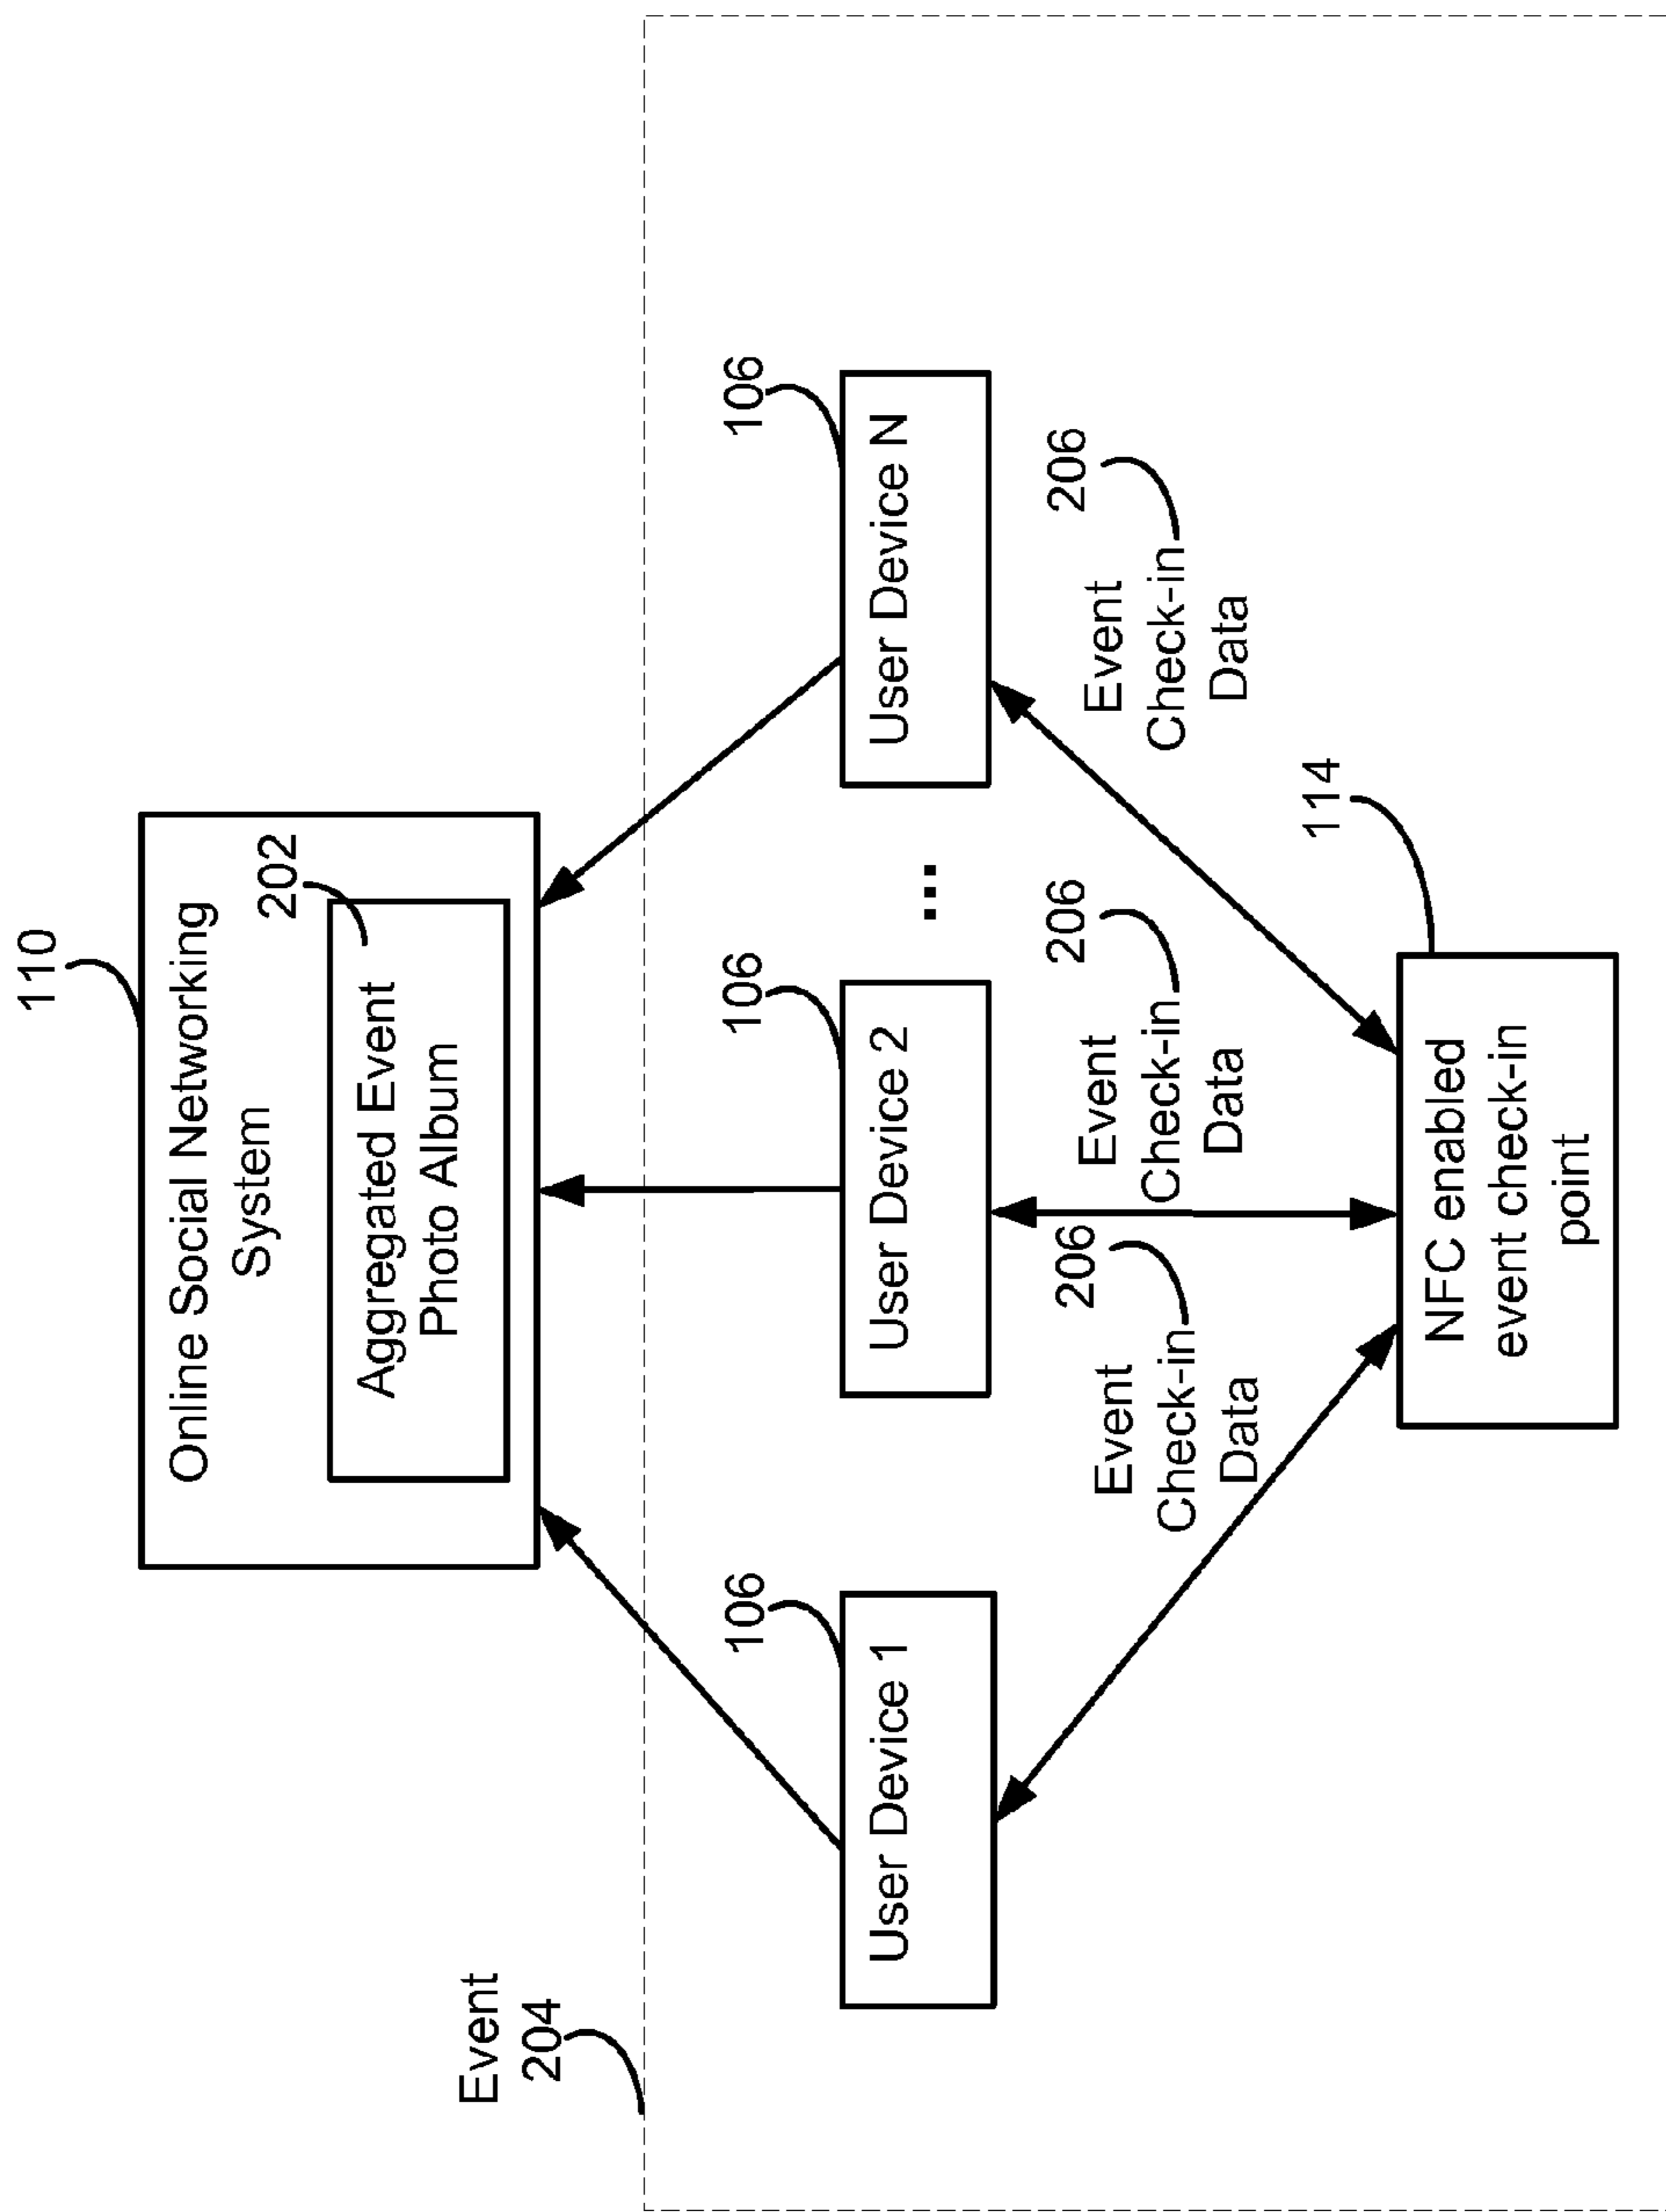 110
Online Social Networking
System
202
Aggregated Event
Photo Album
Event
204
106
User Device 1
106
User Device 2
...
106
User Device N
206
Event
Check-in
Data
206
Event
Check-in
Data
206
Event
Check-in
Data
114
NFC enabled
event check-in
point